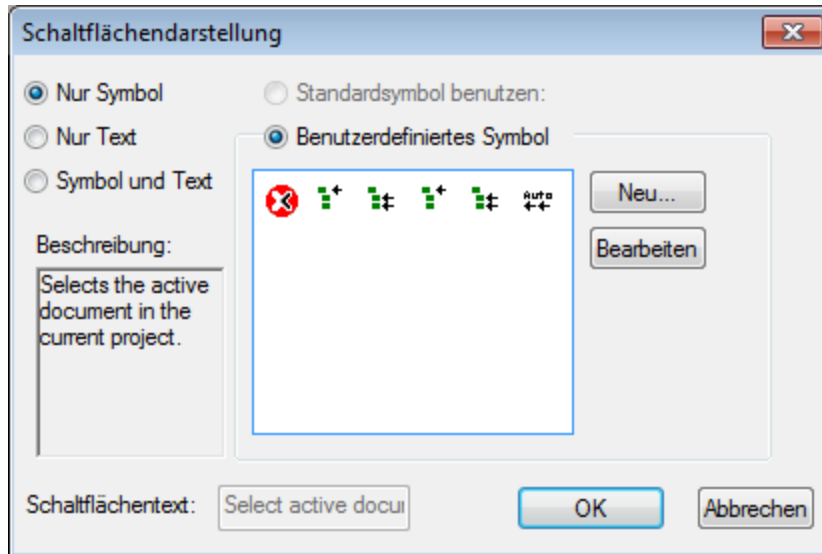 Schaltflächendarstellung
Nur Symbol
Standardsymbol benutzen:
Nur Text
Benutzerdefiniertes Symbol
Symbol und Text
Auto
Neu...
Beschreibung:
Bearbeiten
Selects the active
document in the
current project.
Schaltflächentext:
Select active docu
OK
Abbrechen